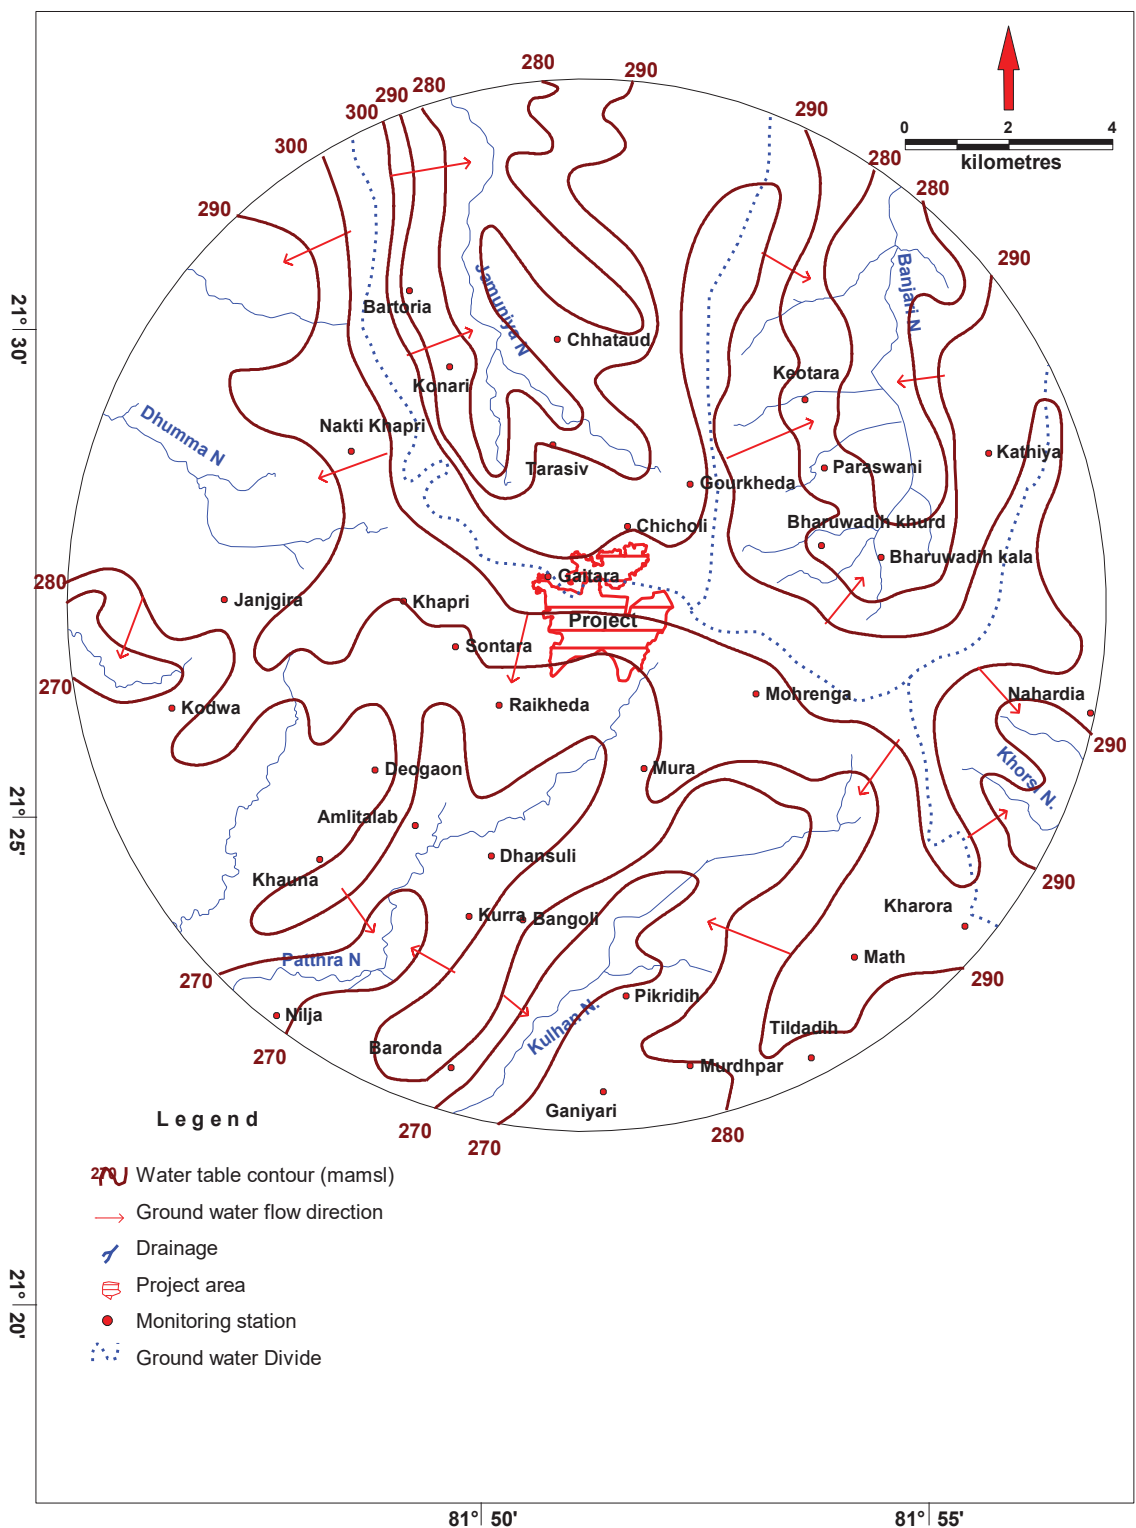 280
290
280
290
300
300
290
290
280
280
290
0 2 4
kilometres
21° 30'
Bartoria
Jamuniya N
Chhataud
Banjari N
Konari
Keotara
Dhumma N
Nakti Khapri
Tarasiv
Gourkheda
Paraswani
Kathiya
Chicholi
Bharuwadih khurd
Bharuwadih kala
280
Janjgira
Khapri
Gaitara
Project
Sontara
270
Kodwa
Raikheda
Mohrenga
Nahardia
290
Deogaon
Mura
Khorsi N.
21° 25'
Amlitalab
Dhansuli
Khauna
290
Kurra
Bangoli
Kharora
Patthra N
270
Math
290
Nilja
Pikridih
Kulhan N.
Tildadih
270
Baronda
Murdhpar
Ganiyari
270
270
280
Legend
270
Water table contour (mamsl)
Ground water flow direction
Drainage
Project area
Monitoring station
Ground water Divide
21° 20'
81° 50'
81° 55'